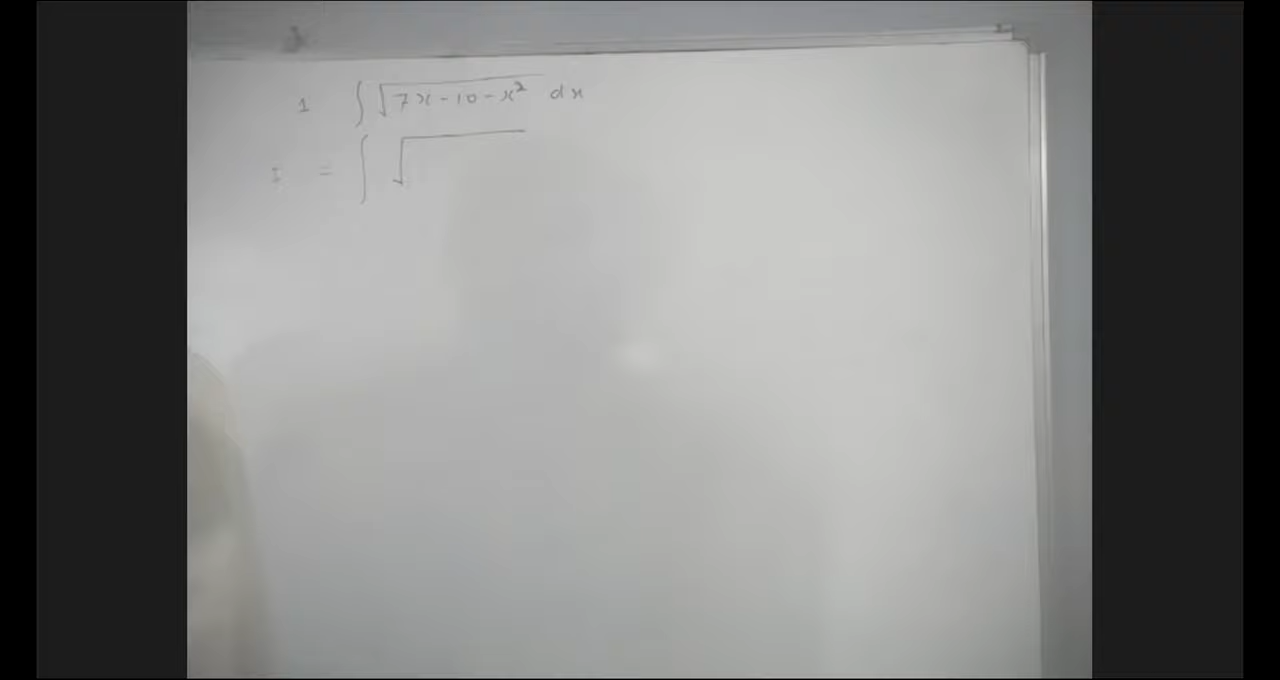 1 ∫ √(7x - 10 - x²) dx
I = ∫ √